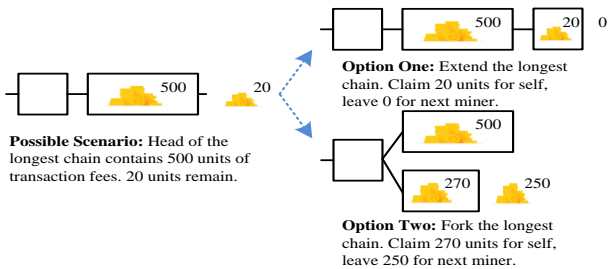 500
20
Possible Scenario: Head of the
longest chain contains 500 units of
transaction fees. 20 units remain.
500
20
0
Option One: Extend the longest
chain. Claim 20 units for self,
leave 0 for next miner.
500
270
250
Option Two: Fork the longest
chain. Claim 270 units for self,
leave 250 for next miner.